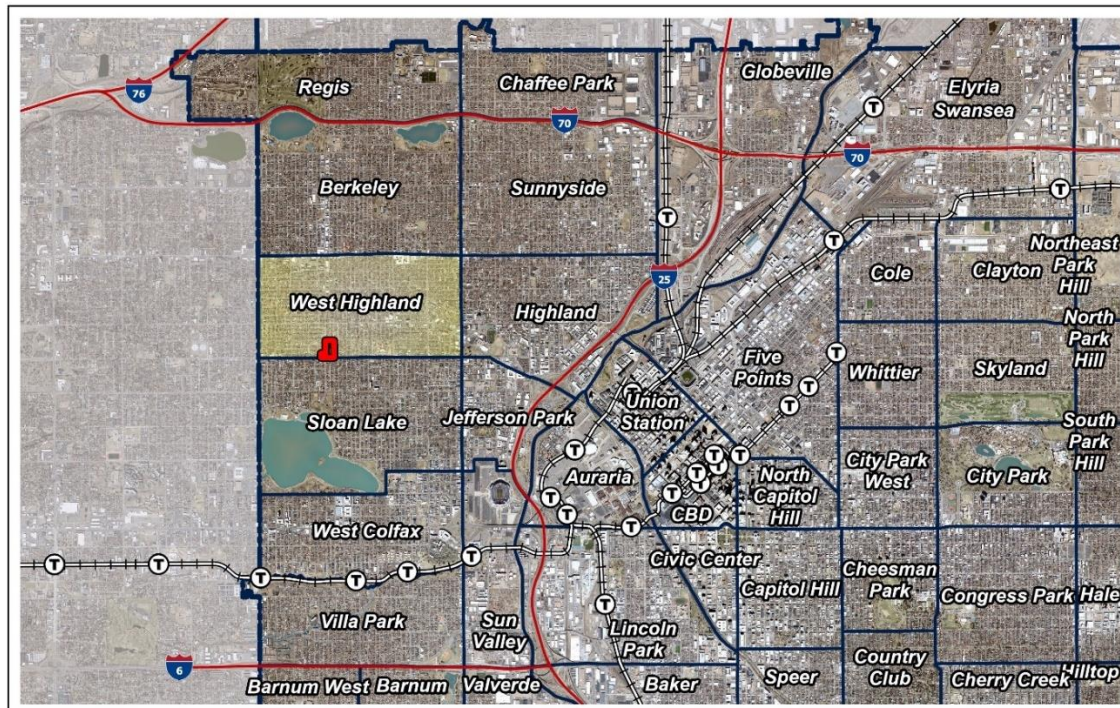 Regis
Chaffee Park
Globeville
Elyria
Swansea
76
70
70
Berkeley
Sunnyside
T
T
T
T
West Highland
Highland
25
Cole
Clayton
Northeast
Park
Hill
North
Park
Hill
Five
Points
Whittier
T
Skyland
Sloan Lake
Jefferson Park
T
Union
Station
T
T
South
Park
Hill
T
Auraria
T
T
T
T
T
T
T
T
CBD
North
Capitol
Hill
City Park
West
City Park
West Colfax
T
T
Civic Center
T
T
T
T
T
Villa Park
Sun
Valley
T
Lincoln
Park
Capitol Hill
Cheesman
Park
Congress Park
Hale
6
Barnum West
Barnum
Valverde
Baker
Speer
Country
Club
Cherry Creek
Hilltop